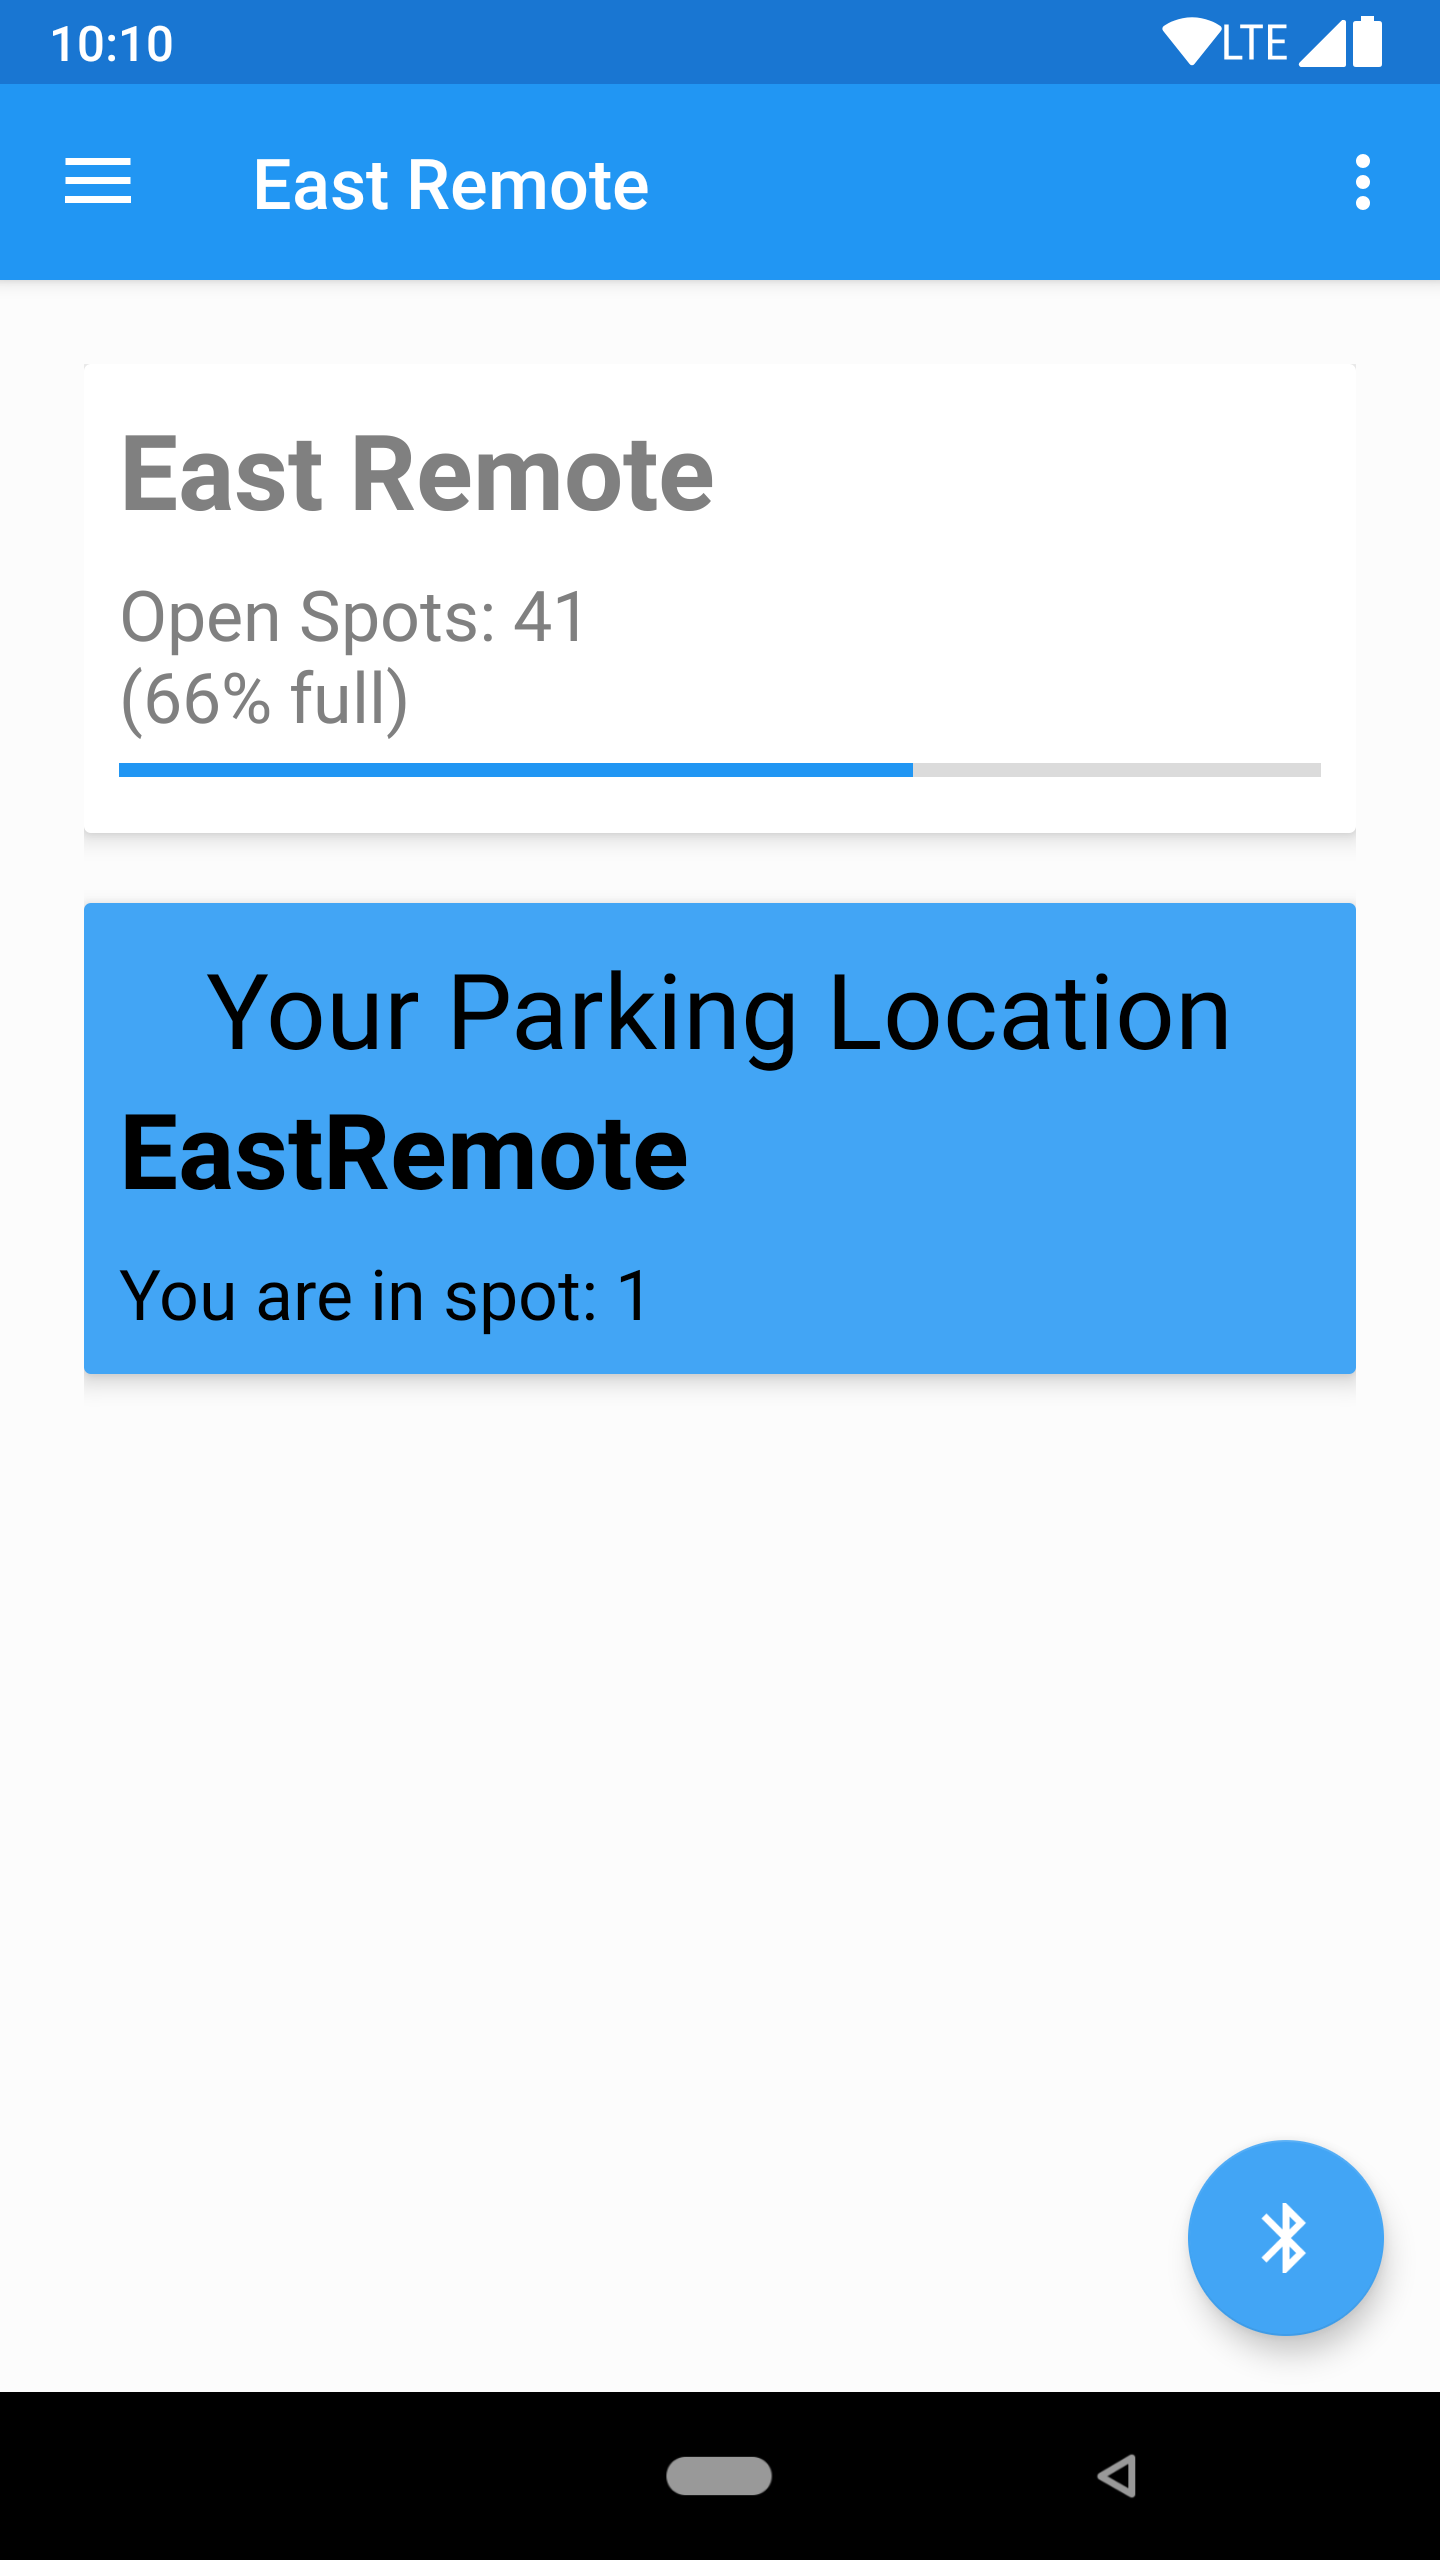 10:10 LTE
East Remote
East Remote
Open Spots: 41
(66% full)
Your Parking Location
EastRemote
You are in spot: 1